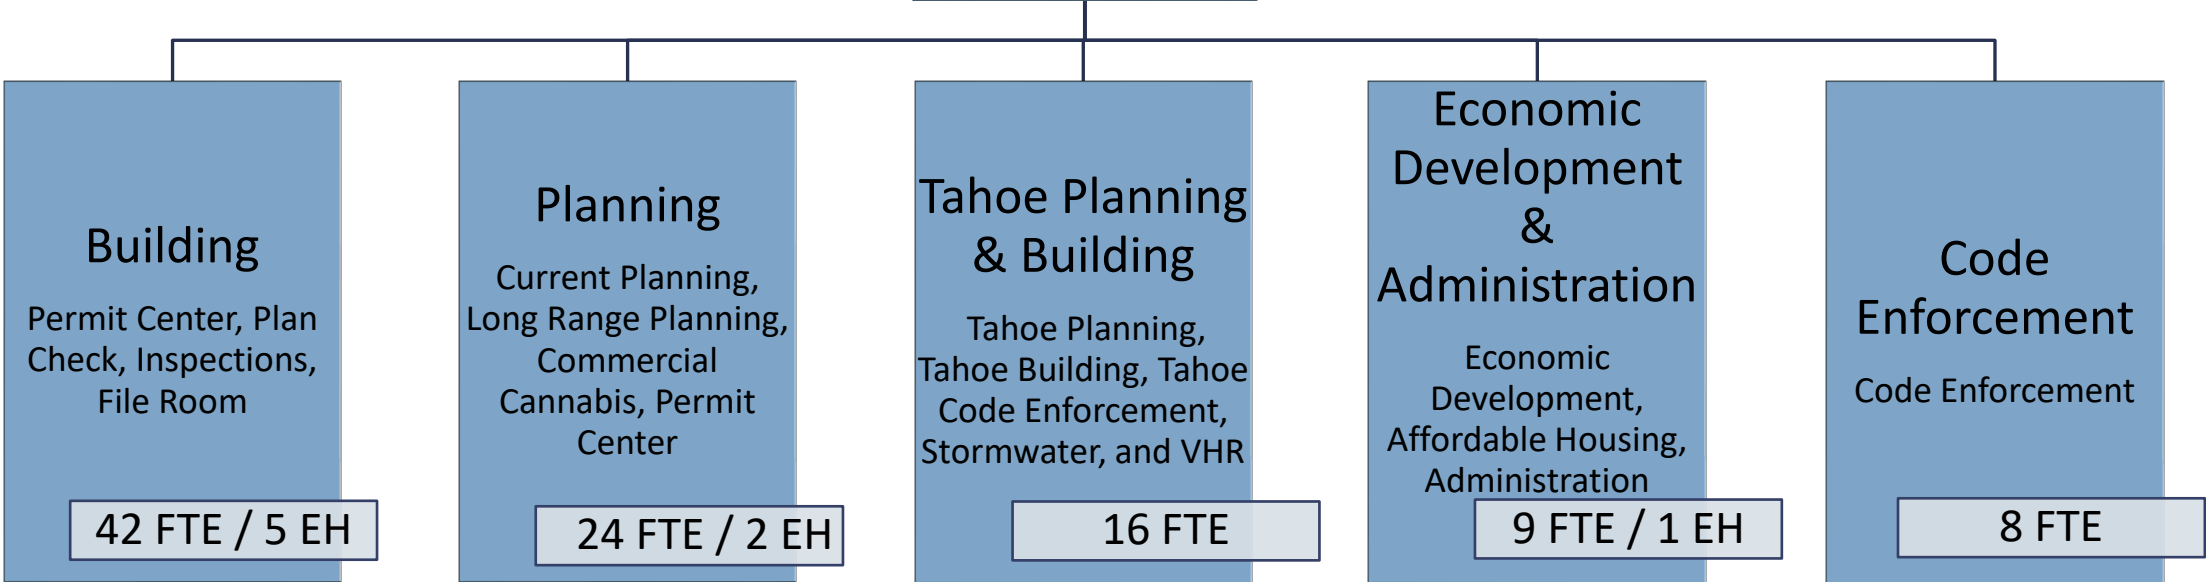 Building
Permit Center, Plan
Check, Inspections,
File Room
42 FTE / 5 EH
Planning
Current Planning,
Long Range Planning,
Commercial
Cannabis, Permit
Center
24 FTE / 2 EH
Tahoe Planning
& Building
Tahoe Planning,
Tahoe Building, Tahoe
Code Enforcement,
Stormwater, and VHR
16 FTE
Economic
Development
&
Administration
Economic
Development,
Affordable Housing,
Administration
9 FTE / 1 EH
Code
Enforcement
Code Enforcement
8 FTE